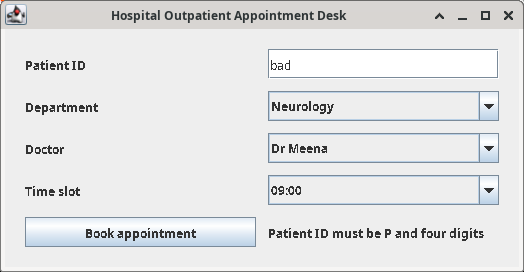 Hospital Outpatient Appointment Desk
Patient ID
bad
Department
Neurology
Doctor
Dr Meena
Time slot
09:00
Book appointment
Patient ID must be P and four digits